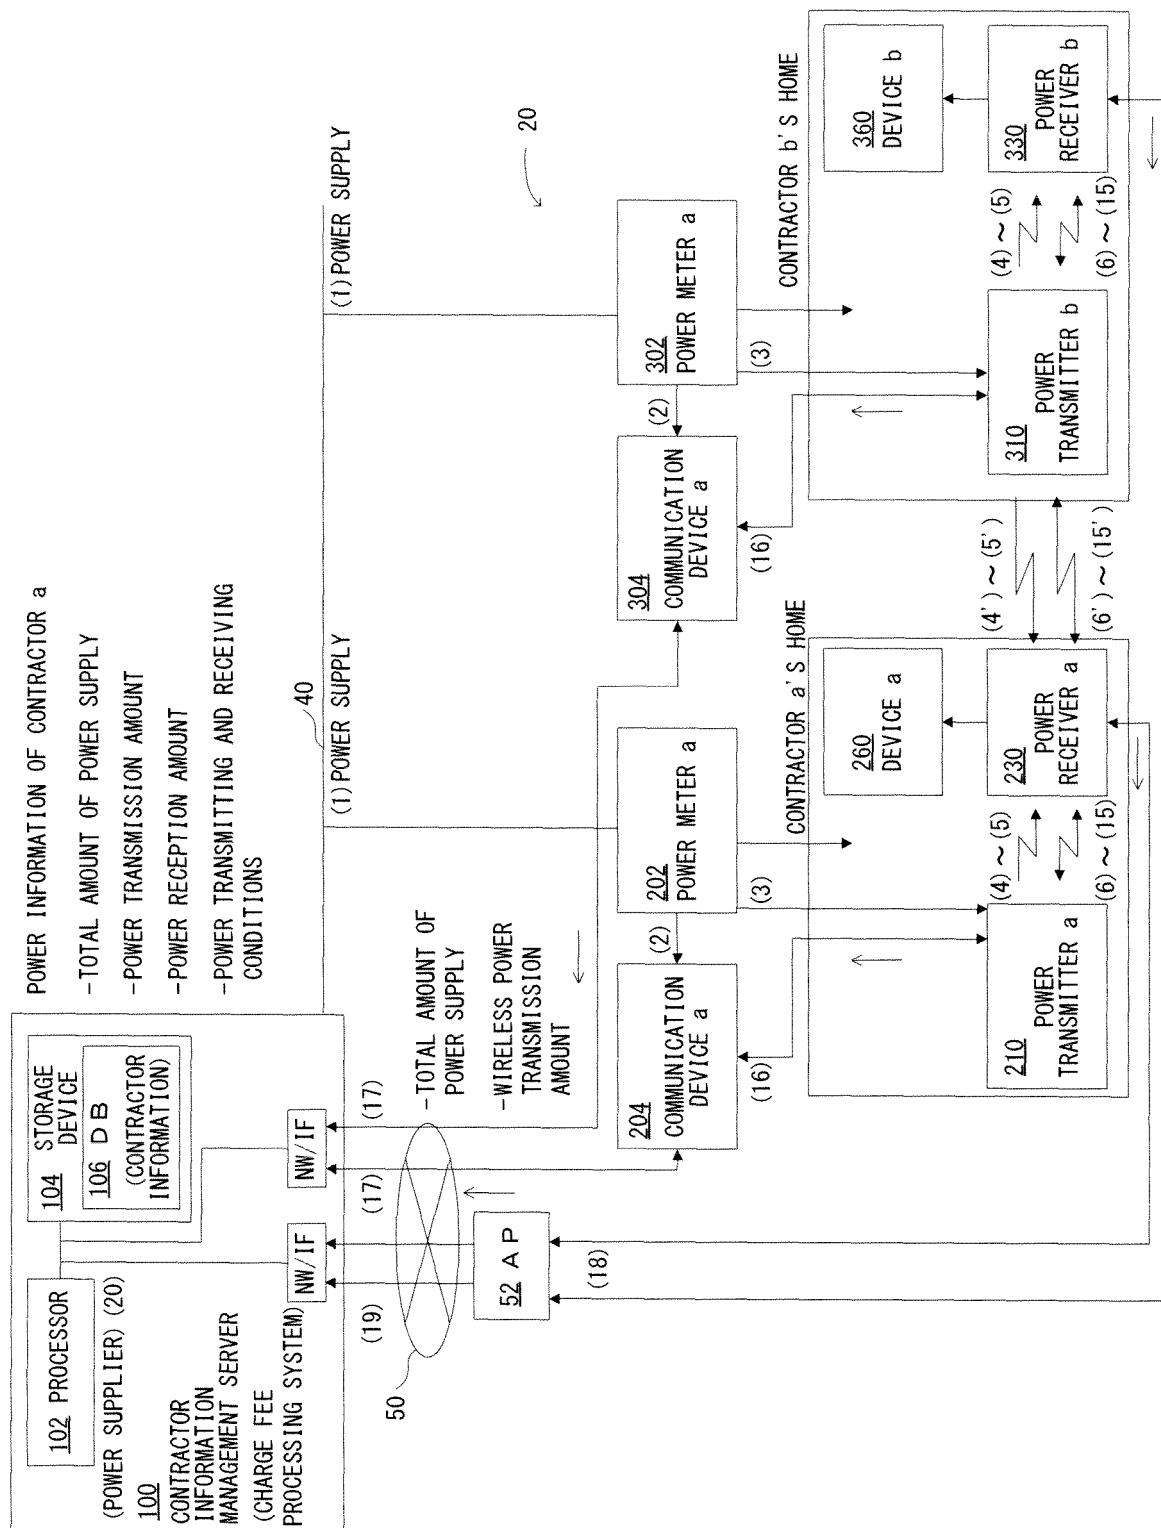 102 PROCESSOR
(POWER SUPPLIER) (20)
100
CONTRACTOR
INFORMATION
MANAGEMENT SERVER
(CHARGE FEE
PROCESSING SYSTEM)
104 STORAGE
DEVICE
106 D B
(CONTRACTOR
INFORMATION)
NW/IF
NW/IF
POWER INFORMATION OF CONTRACTOR a
-TOTAL AMOUNT OF POWER SUPPLY
-POWER TRANSMISSION AMOUNT
-POWER RECEPTION AMOUNT
-POWER TRANSMITTING AND RECEIVING
CONDITIONS
40
(1)POWER SUPPLY
(1)POWER SUPPLY
20
(19)
(17)
(17)
50
-TOTAL AMOUNT OF
POWER SUPPLY
-WIRELESS POWER
TRANSMISSION
AMOUNT
52 A P
(18)
204
COMMUNICATION
DEVICE a
(2)
202
POWER METER a
(16)
(3)
304
COMMUNICATION
DEVICE a
(2)
302
POWER METER a
(16)
(3)
CONTRACTOR a'S HOME
210
POWER
TRANSMITTER a
(4)~(5)
(6)~(15)
260
DEVICE a
230
POWER
RECEIVER a
(4')~(5')
(6')~(15')
CONTRACTOR b'S HOME
310
POWER
TRANSMITTER b
(4)~(5)
(6)~(15)
360
DEVICE b
330
POWER
RECEIVER b